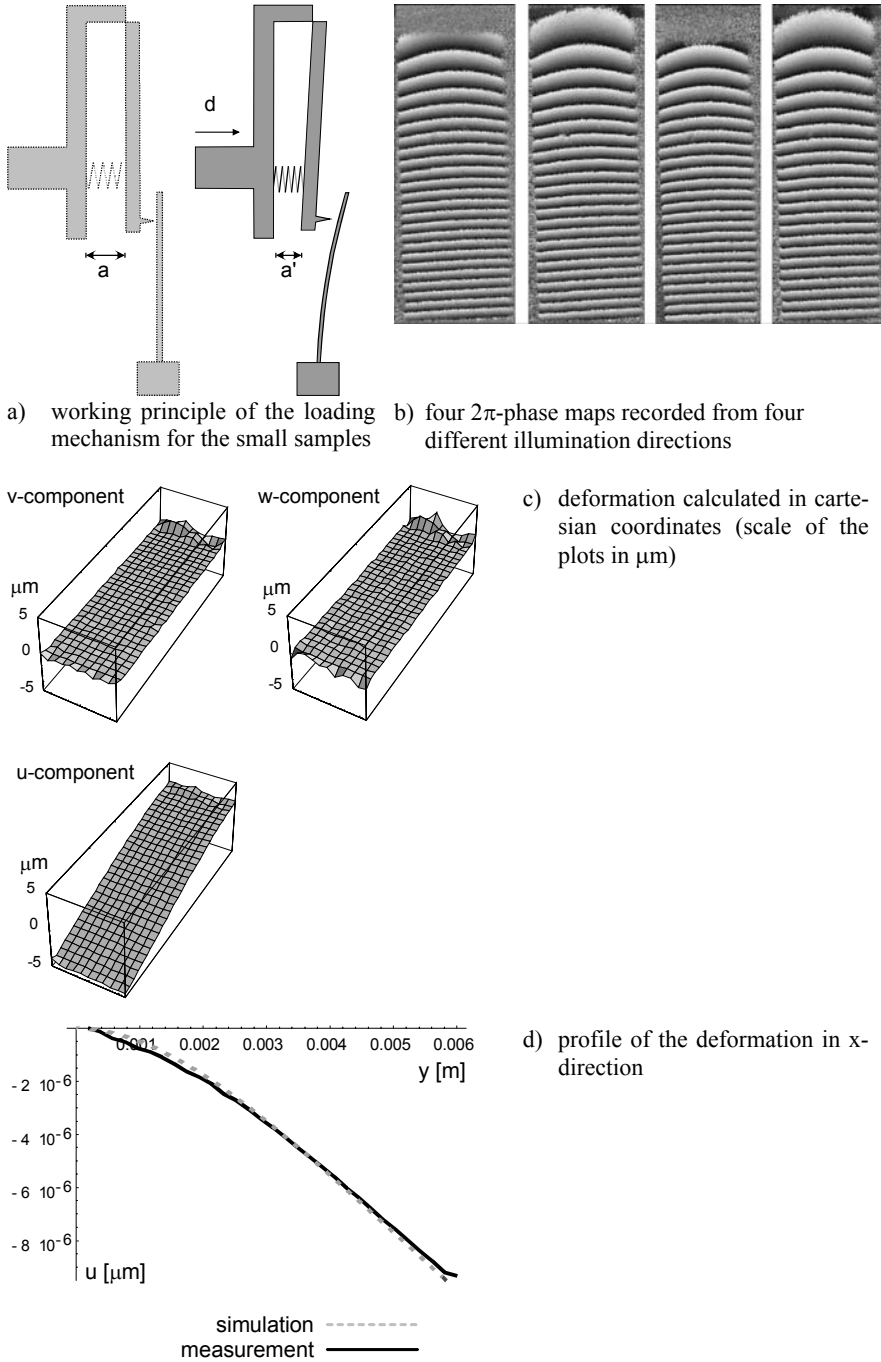 d
a
a'
a) working principle of the loading
mechanism for the small samples
b) four 2π-phase maps recorded from four
different illumination directions
v-component
μm
5
0
-5
w-component
5
0
-5
c) deformation calculated in carte-
sian coordinates (scale of the
plots in μm)
u-component
μm
5
0
-5
0.001 0.002 0.003 0.004 0.005 0.006
y [m]
- 2 10⁻⁶
- 4 10⁻⁶
- 6 10⁻⁶
- 8 10⁻⁶
u [μm]
simulation
measurement
d) profile of the deformation in x-
direction